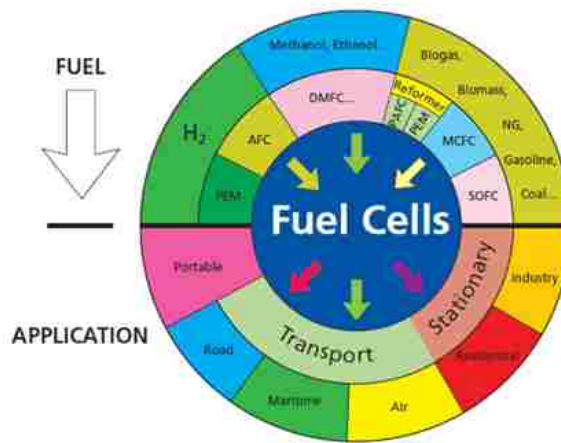 FUEL
Methanol, Ethanol...
Biogas,
Biomass,
NG,
Gasoline,
Coal...
H₂
AFC
PEM
DMFC...
Reformer
PAFC
PEM
MCFC
SOFC
Fuel Cells
APPLICATION
Portable
Transport
Stationary
Road
Maritime
Air
Residential
Industry